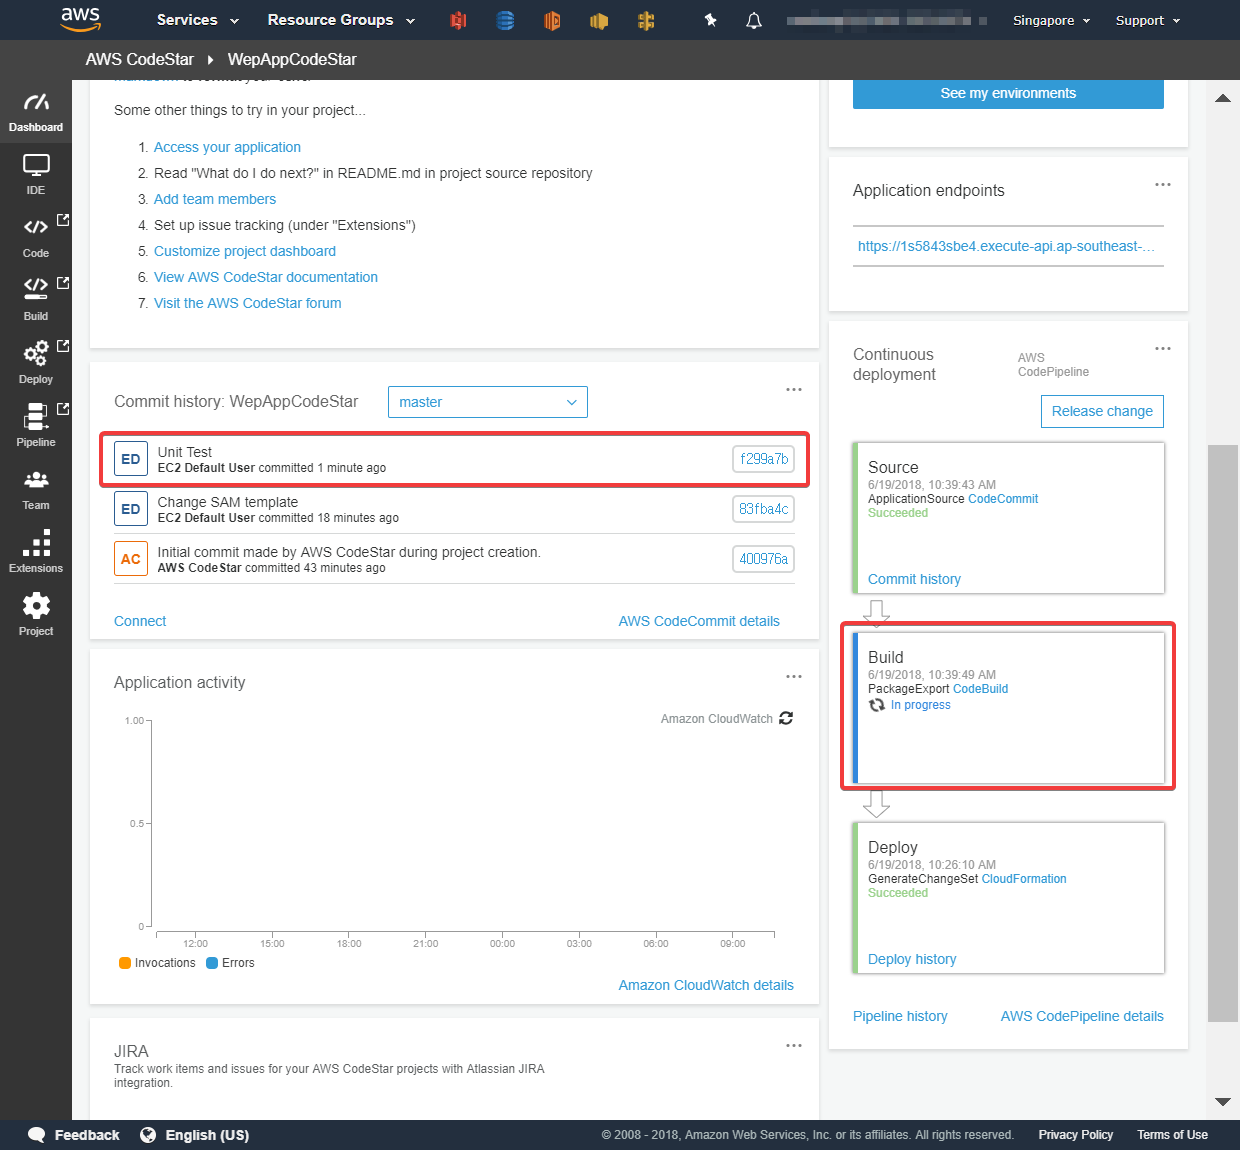 aws
Services
Resource Groups
Singapore
Support
AWS CodeStar
WepAppCodeStar
Dashboard
IDE
Code
Build
Deploy
Pipeline
Team
Extensions
Project
Some other things to try in your project...
1. Access your application
2. Read "What do I do next?" in README.md in project source repository
3. Add team members
4. Set up issue tracking (under "Extensions")
5. Customize project dashboard
6. View AWS CodeStar documentation
7. Visit the AWS CodeStar forum
Commit history: WepAppCodeStar
master
ED
Unit Test
EC2 Default User committed 1 minute ago
f299a7b
ED
Change SAM template
EC2 Default User committed 18 minutes ago
83fba4c
AC
Initial commit made by AWS CodeStar during project creation.
AWS CodeStar committed 43 minutes ago
400976a
Connect
AWS CodeCommit details
Application activity
Amazon CloudWatch
1.00
0.5
0
12:00 15:00 18:00 21:00 00:00 03:00 06:00 09:00
Invocations Errors
Amazon CloudWatch details
JIRA
Track work items and issues for your AWS CodeStar projects with Atlassian JIRA
integration.
See my environments
Application endpoints
https://1s5843sbe4.execute-api.ap-southeast-...
Continuous
deployment
AWS
CodePipeline
Release change
Source
6/19/2018, 10:39:43 AM
ApplicationSource CodeCommit
Succeeded
Commit history
Build
6/19/2018, 10:39:49 AM
PackageExport CodeBuild
In progress
Deploy
6/19/2018, 10:26:10 AM
GenerateChangeSet CloudFormation
Succeeded
Deploy history
Pipeline history
AWS CodePipeline details
Feedback
English (US)
© 2008 - 2018, Amazon Web Services, Inc. or its affiliates. All rights reserved.
Privacy Policy
Terms of Use